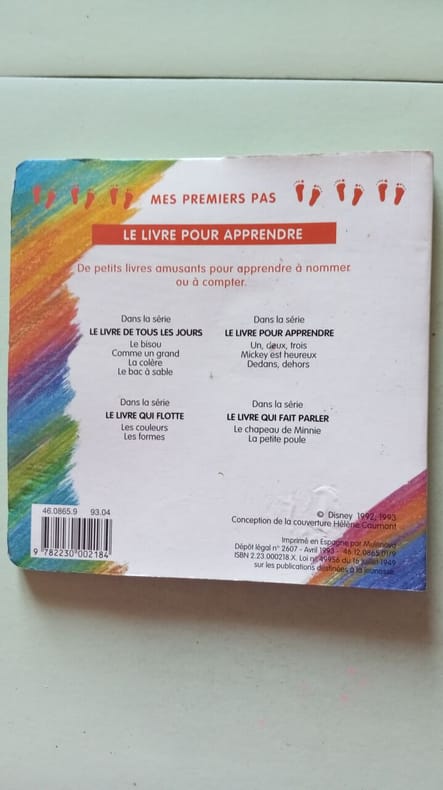 MES PREMIERS PAS
LE LIVRE POUR APPRENDRE
De petits livres amusants pour apprendre à nommer
ou à compter.
Dans la série
LE LIVRE DE TOUS LES JOURS
Le bisou
Comme un grand
La colère
Le bac à sable
Dans la série
LE LIVRE POUR APPRENDRE
Un, deux, trois
Mickey est heureux
Dedans, dehors
Dans la série
LE LIVRE QUI FLOTTE
Les couleurs
Les formes
Dans la série
LE LIVRE QUI FAIT PARLER
Le chapeau de Minnie
La petite poule
46.0865.9 93.04
9 782230 002184
© Disney 1992, 1993
Conception de la couverture Hélène Caumont
Imprimé en Espagne par Mulinova
Dépôt légal n° 2607 - Avril 1993 - 46.12.0865.01/9
ISBN 2.23.000218.X. Loi n° 49956 du 16 juillet 1949
sur les publications destinées à la jeunesse.